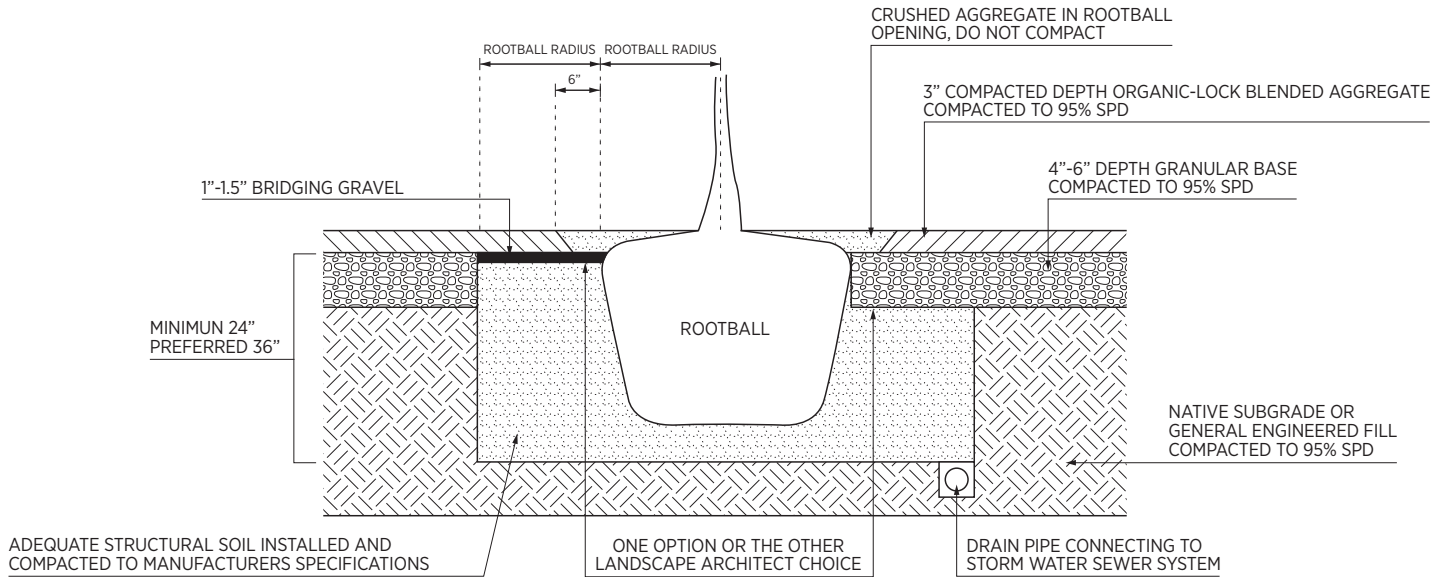 CRUSHED AGGREGATE IN ROOTBALL
OPENING, DO NOT COMPACT
ROOTBALL RADIUS
ROOTBALL RADIUS
6”
3” COMPACTED DEPTH ORGANIC-LOCK BLENDED AGGREGATE
COMPACTED TO 95% SPD
1”-1.5” BRIDGING GRAVEL
4”-6” DEPTH GRANULAR BASE
COMPACTED TO 95% SPD
MINIMUN 24”
PREFERRED 36”
ROOTBALL
NATIVE SUBGRADE OR
GENERAL ENGINEERED FILL
COMPACTED TO 95% SPD
ADEQUATE STRUCTURAL SOIL INSTALLED AND
COMPACTED TO MANUFACTURERS SPECIFICATIONS
ONE OPTION OR THE OTHER
LANDSCAPE ARCHITECT CHOICE
DRAIN PIPE CONNECTING TO
STORM WATER SEWER SYSTEM